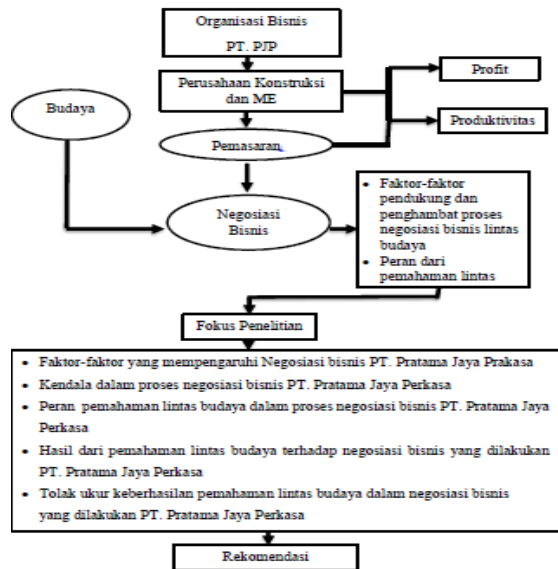 Organisasi Bisnis
PT. PJP
Perusahaan Konstruksi
dan ME
Profit
Budaya
Produktivitas
Pemasaran
Negosiasi
Bisnis
• Faktor-faktor
pendukung dan
penghambat proses
negosiasi bisnis lintas
budaya
• Peran dari
pemahaman lintas
Fokus Penelitian
• Faktor-faktor yang mempengaruhi Negosiasi bisnis PT. Pratama Jaya Prakasa
• Kendala dalam proses negosiasi bisnis PT. Pratama Jaya Perkasa
• Peran pemahaman lintas budaya dalam proses negosiasi bisnis PT. Pratama Jaya
Perkasa
• Hasil dari pemahaman lintas budaya terhadap negosiasi bisnis yang dilakukan
PT. Pratama Jaya Perkasa
• Tolak ukur keberhasilan pemahaman lintas budaya dalam negosiasi bisnis
yang dilakukan PT. Pratama Jaya Perkasa
Rekomendasi